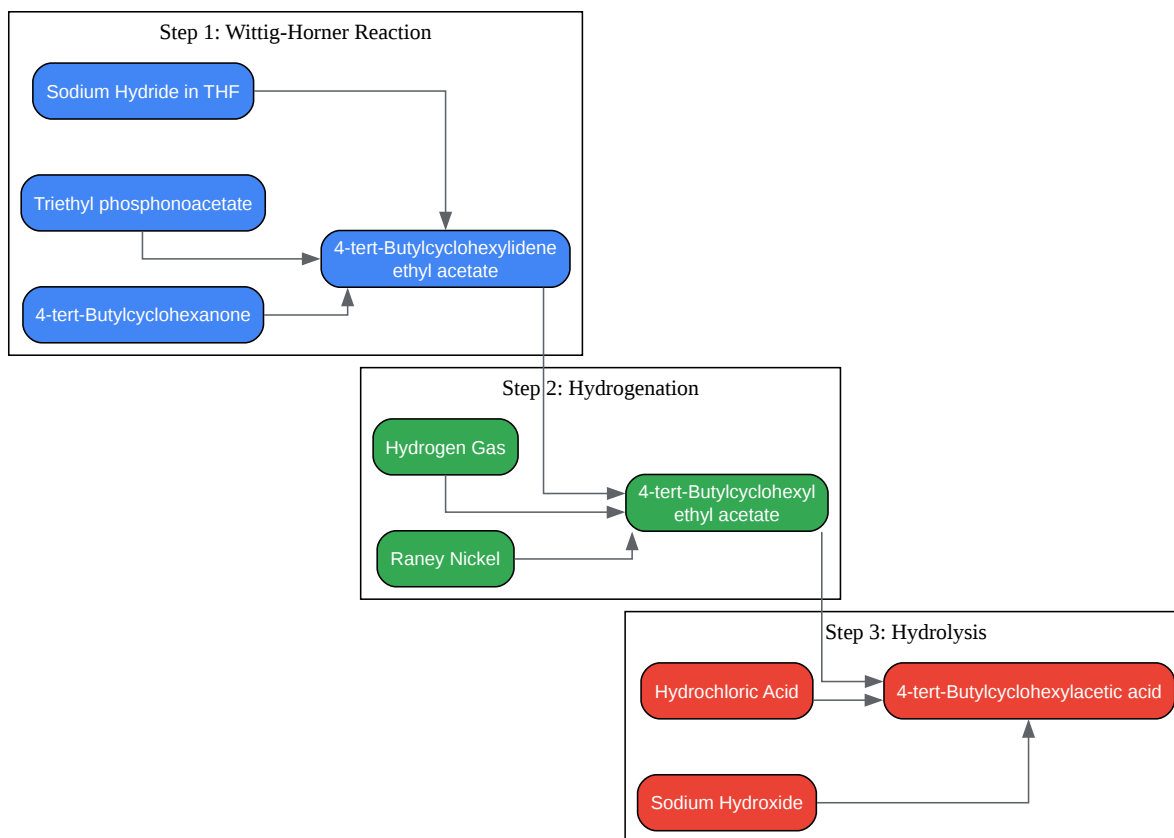 Step 1: Wittig-Horner Reaction
Sodium Hydride in THF
Triethyl phosphonoacetate
4-tert-Butylcyclohexylidene
ethyl acetate
4-tert-Butylcyclohexanone
Step 2: Hydrogenation
Hydrogen Gas
4-tert-Butylcyclohexyl
ethyl acetate
Raney Nickel
Step 3: Hydrolysis
Hydrochloric Acid
4-tert-Butylcyclohexylacetic acid
Sodium Hydroxide